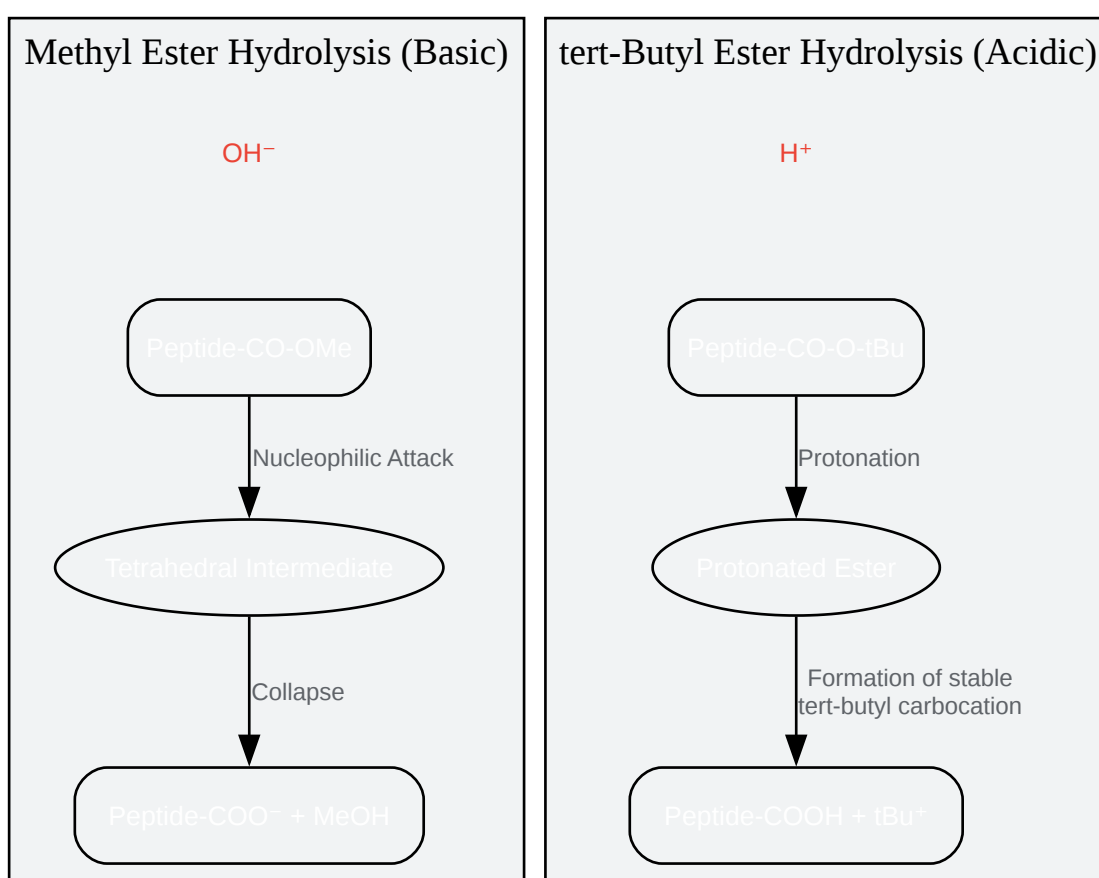 Methyl Ester Hydrolysis (Basic)
OH⁻
Peptide-CO-OMe
Nucleophilic Attack
Tetrahedral Intermediate
Collapse
Peptide-COO⁻ + MeOH
tert-Butyl Ester Hydrolysis (Acidic)
H⁺
Peptide-CO-O-tBu
Protonation
Protonated Ester
Formation of stable
tert-butyl carbocation
Peptide-COOH + tBu⁺